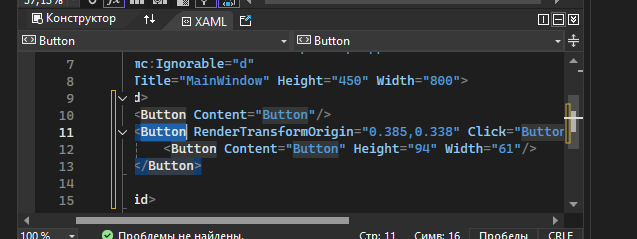 Конструктор XAML
Button Button
7 mc:Ignorable="d"
8 Title="MainWindow" Height="450" Width="800">
9 d>
10 <Button Content="Button"/>
11 <Button RenderTransformOrigin="0.385,0.338" Click="Button
12 <Button Content="Button" Height="94" Width="61"/>
13 </Button>
14
15 id>
100 % Проблемы не найдены. Стр: 11 Симв: 16 Пробелы CRLF